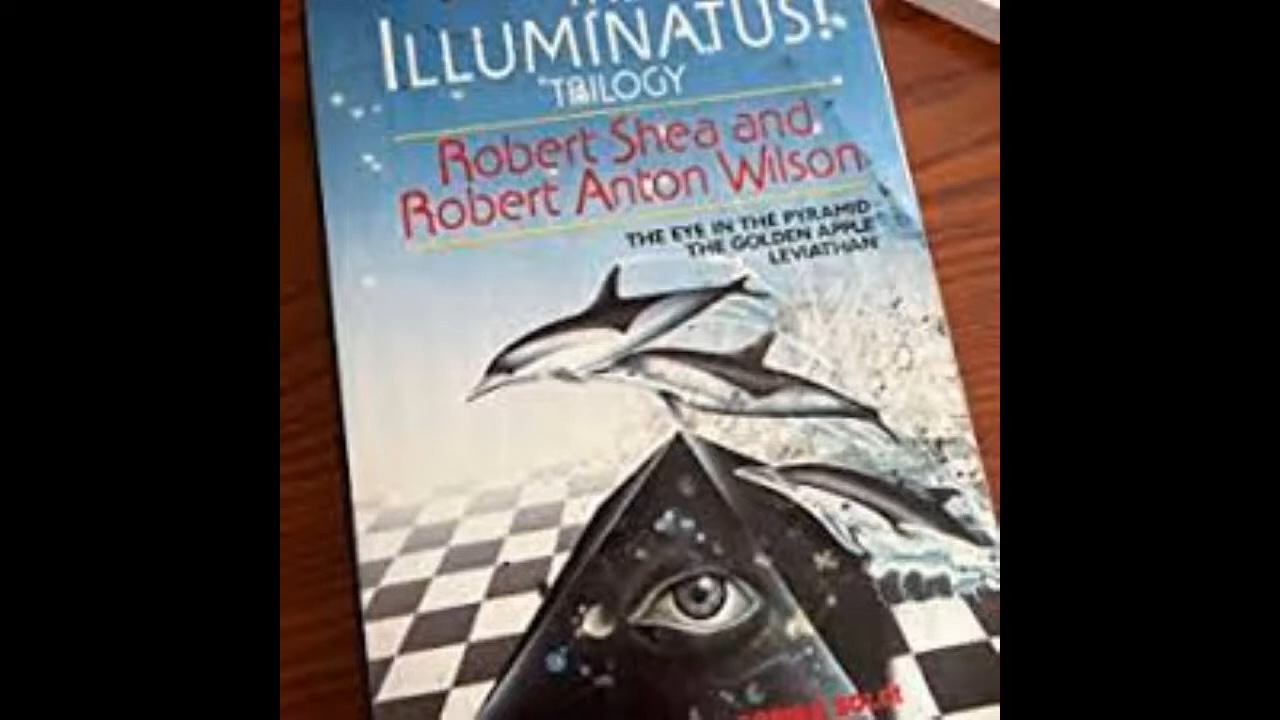 ILLUMINATUS!
TRILOGY
Robert Shea and
Robert Anton Wilson
THE EYE IN THE PYRAMID
THE GOLDEN APPLE
LEVIATHAN